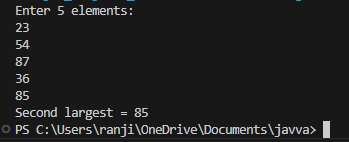 Enter 5 elements:
23
54
87
36
85
Second largest = 85
PS C:\Users\ranji\OneDrive\Documents\javva>